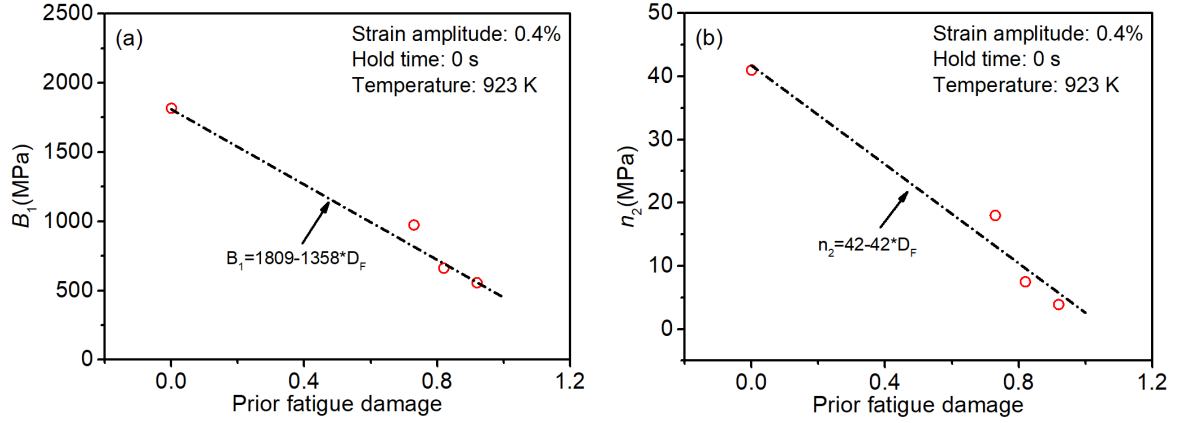 (a)
Strain amplitude: 0.4%
Hold time: 0 s
Temperature: 923 K
2500
2000
1500
1000
500
0
B₁(MPa)
B₁=1809-1358*D_F
0.0 0.4 0.8 1.2
Prior fatigue damage
(b)
Strain amplitude: 0.4%
Hold time: 0 s
Temperature: 923 K
50
40
30
20
10
0
n₂(MPa)
n₂=42-42*D_F
0.0 0.4 0.8 1.2
Prior fatigue damage